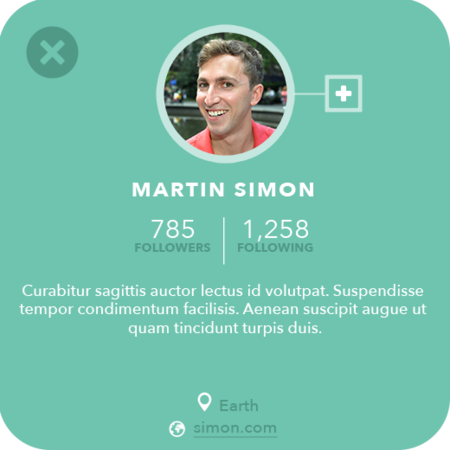 MARTIN SIMON
785 1,258
FOLLOWERS FOLLOWING
Curabitur sagittis auctor lectus id volutpat. Suspendisse
tempor condimentum facilisis. Aenean suscipit augue ut
quam tincidunt turpis duis.
Earth
simon.com